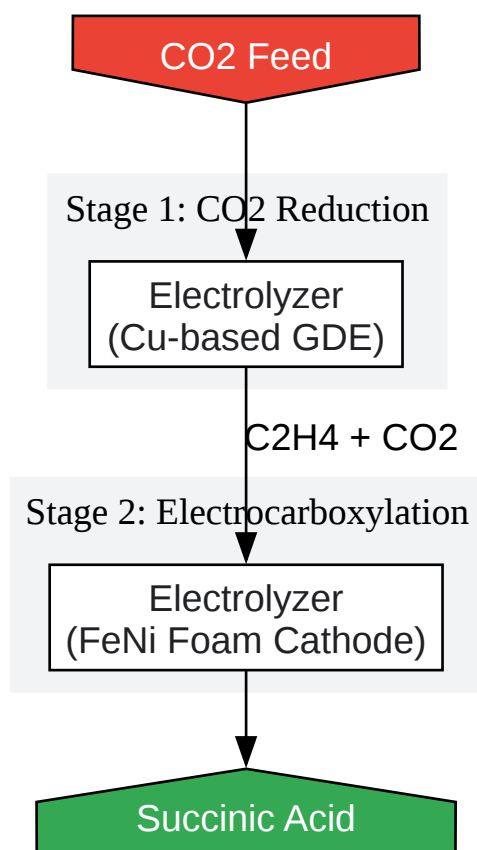 CO2 Feed
Stage 1: CO2 Reduction
Electrolyzer
(Cu-based GDE)
C2H4 + CO2
Stage 2: Electrocarboxylation
Electrolyzer
(FeNi Foam Cathode)
Succinic Acid